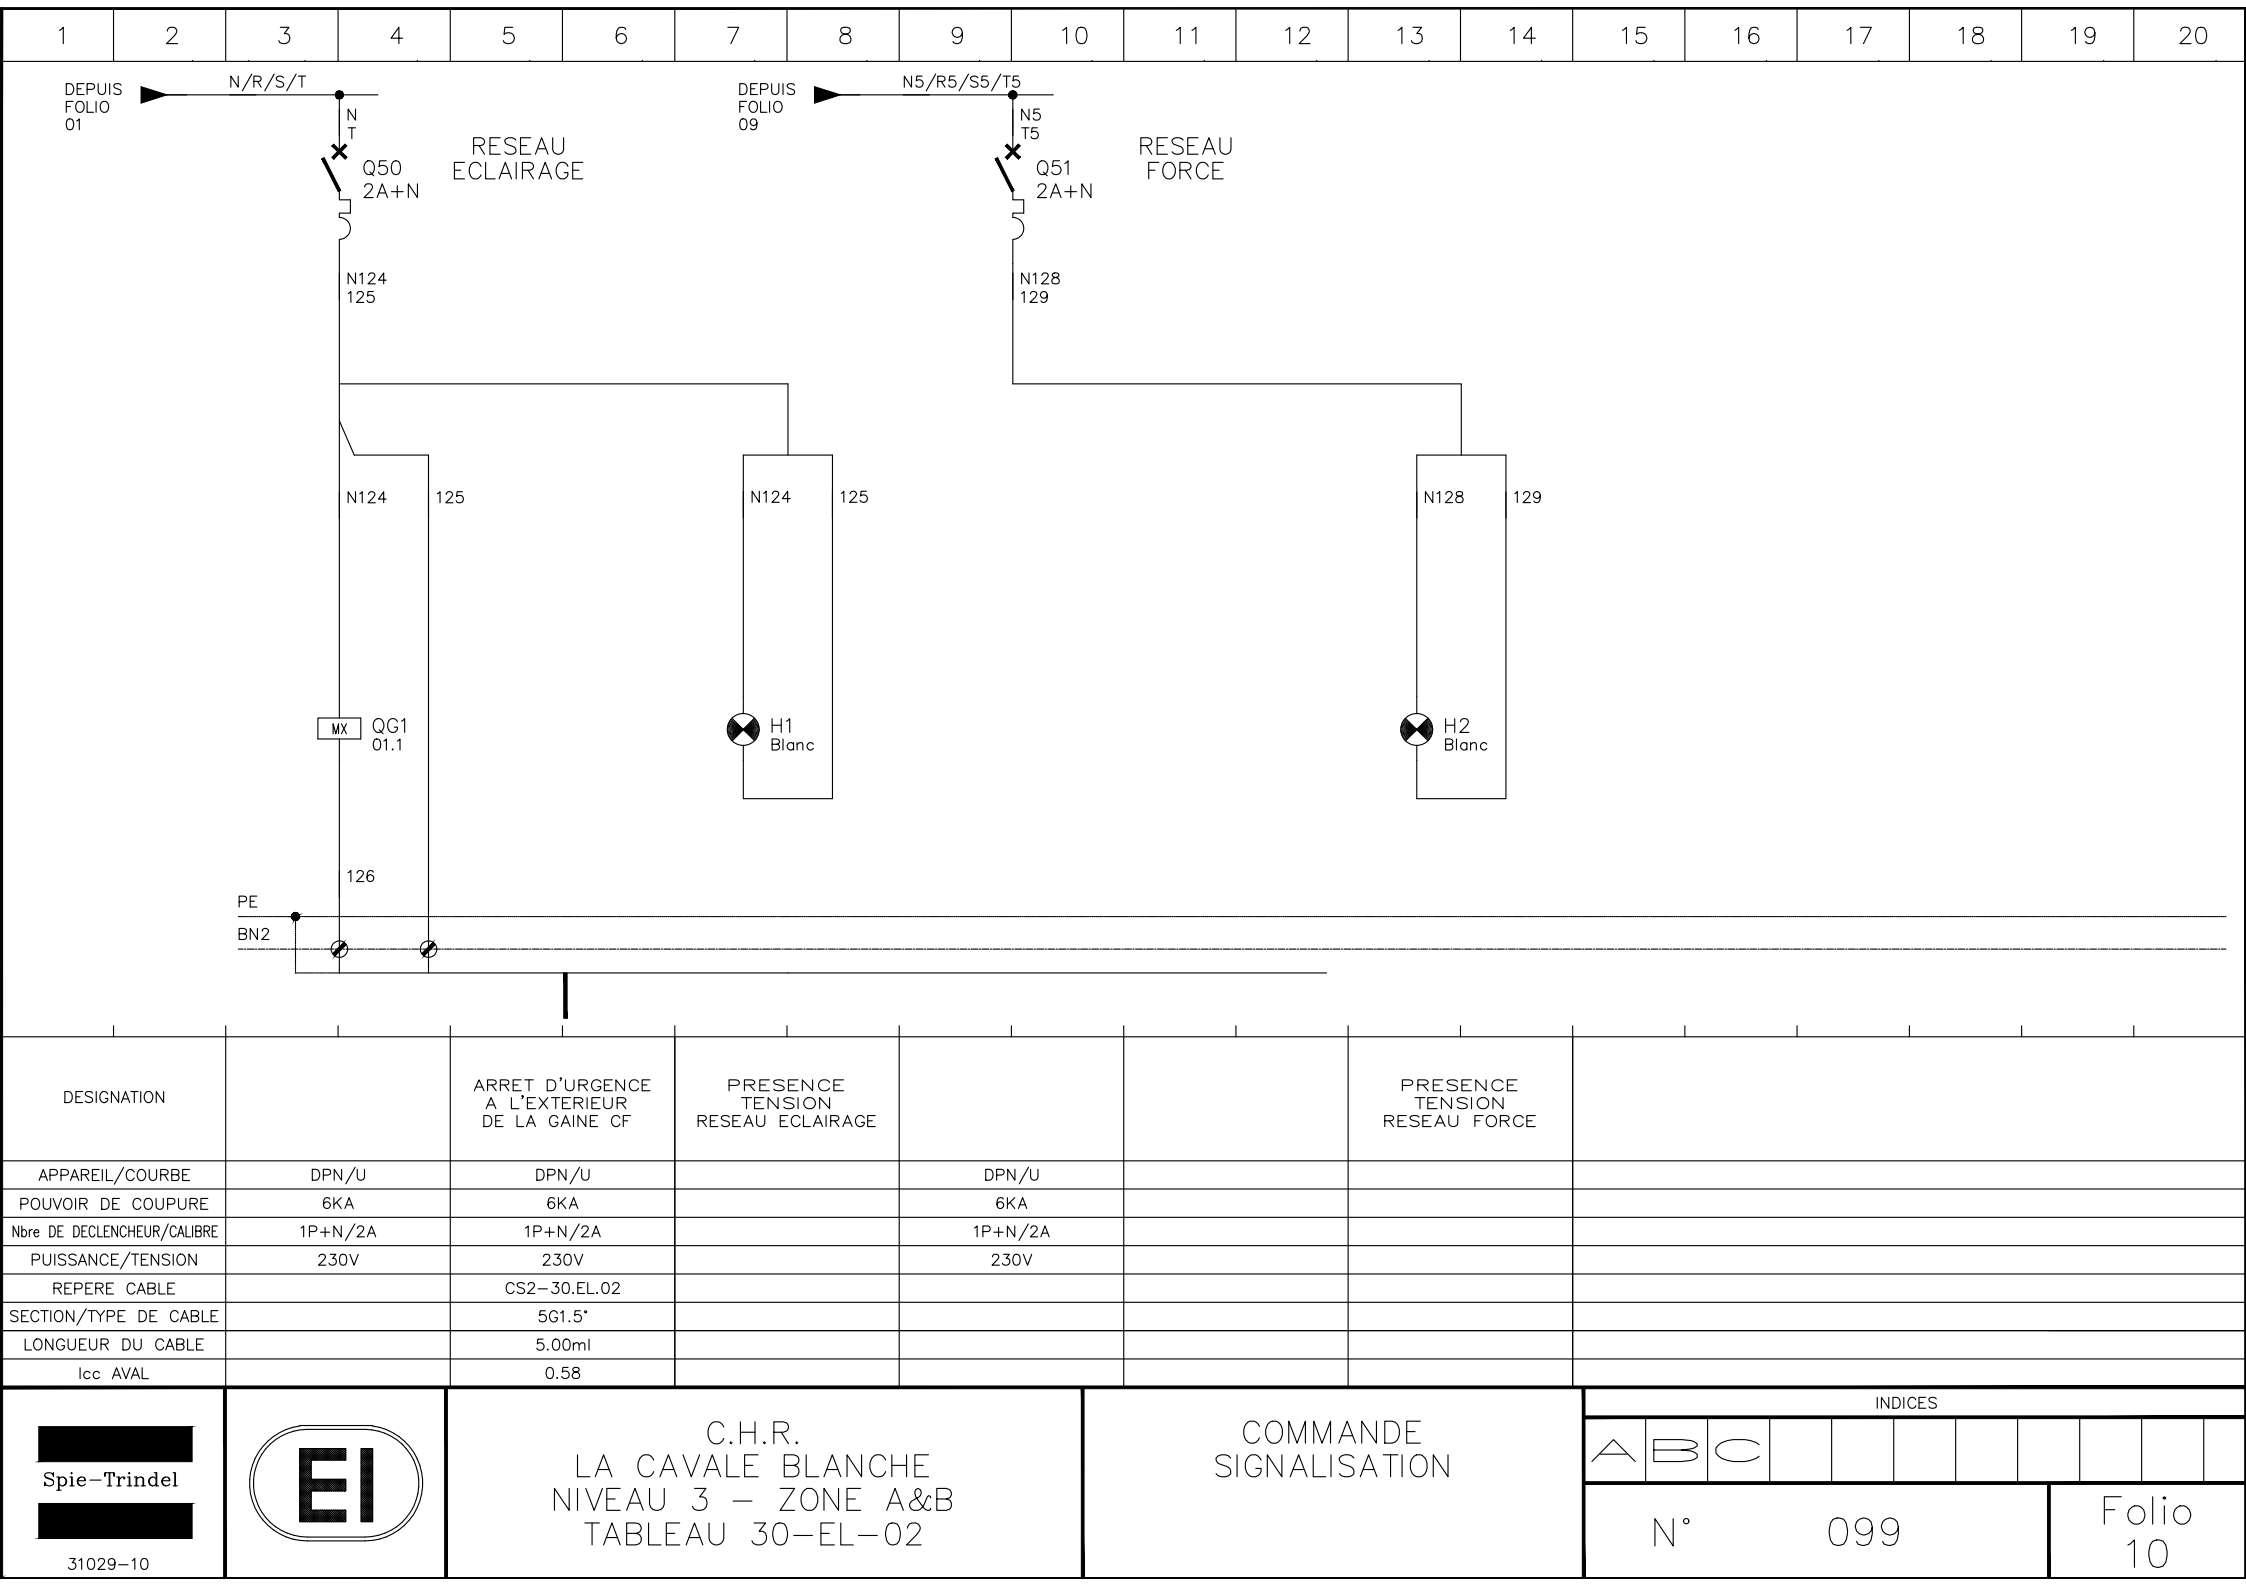 1 2 3 4 5 6 7 8 9 10 11 12 13 14 15 16 17 18 19 20
DEPUIS
FOLIO
01
N/R/S/T
N
T
Q50
2A+N
RESEAU
ECLAIRAGE
DEPUIS
FOLIO
09
N5/R5/S5/T5
N5
T5
Q51
2A+N
RESEAU
FORCE
N124
125
N128
129
N124
125
N124
125
N128
129
MX
QG1
01.1
H1
Blanc
H2
Blanc
126
PE
BN2
DESIGNATION
ARRET D'URGENCE
A L'EXTERIEUR
DE LA GAINE CF
PRESENCE
TENSION
RESEAU ECLAIRAGE
PRESENCE
TENSION
RESEAU FORCE
APPAREIL/COURBE DPN/U DPN/U DPN/U
POUVOIR DE COUPURE 6KA 6KA 6KA
Nbre DE DECLENCHEUR/CALIBRE 1P+N/2A 1P+N/2A 1P+N/2A
PUISSANCE/TENSION 230V 230V 230V
REPERE CABLE CS2-30.EL.02
SECTION/TYPE DE CABLE 5G1.5°
LONGUEUR DU CABLE 5.00ml
Icc AVAL 0.58
Spie-Trindel
31029-10
EI
C.H.R.
LA CAVALE BLANCHE
NIVEAU 3 - ZONE A&B
TABLEAU 30-EL-02
COMMANDE
SIGNALISATION
INDICES
A B C
N° 099
Folio
10